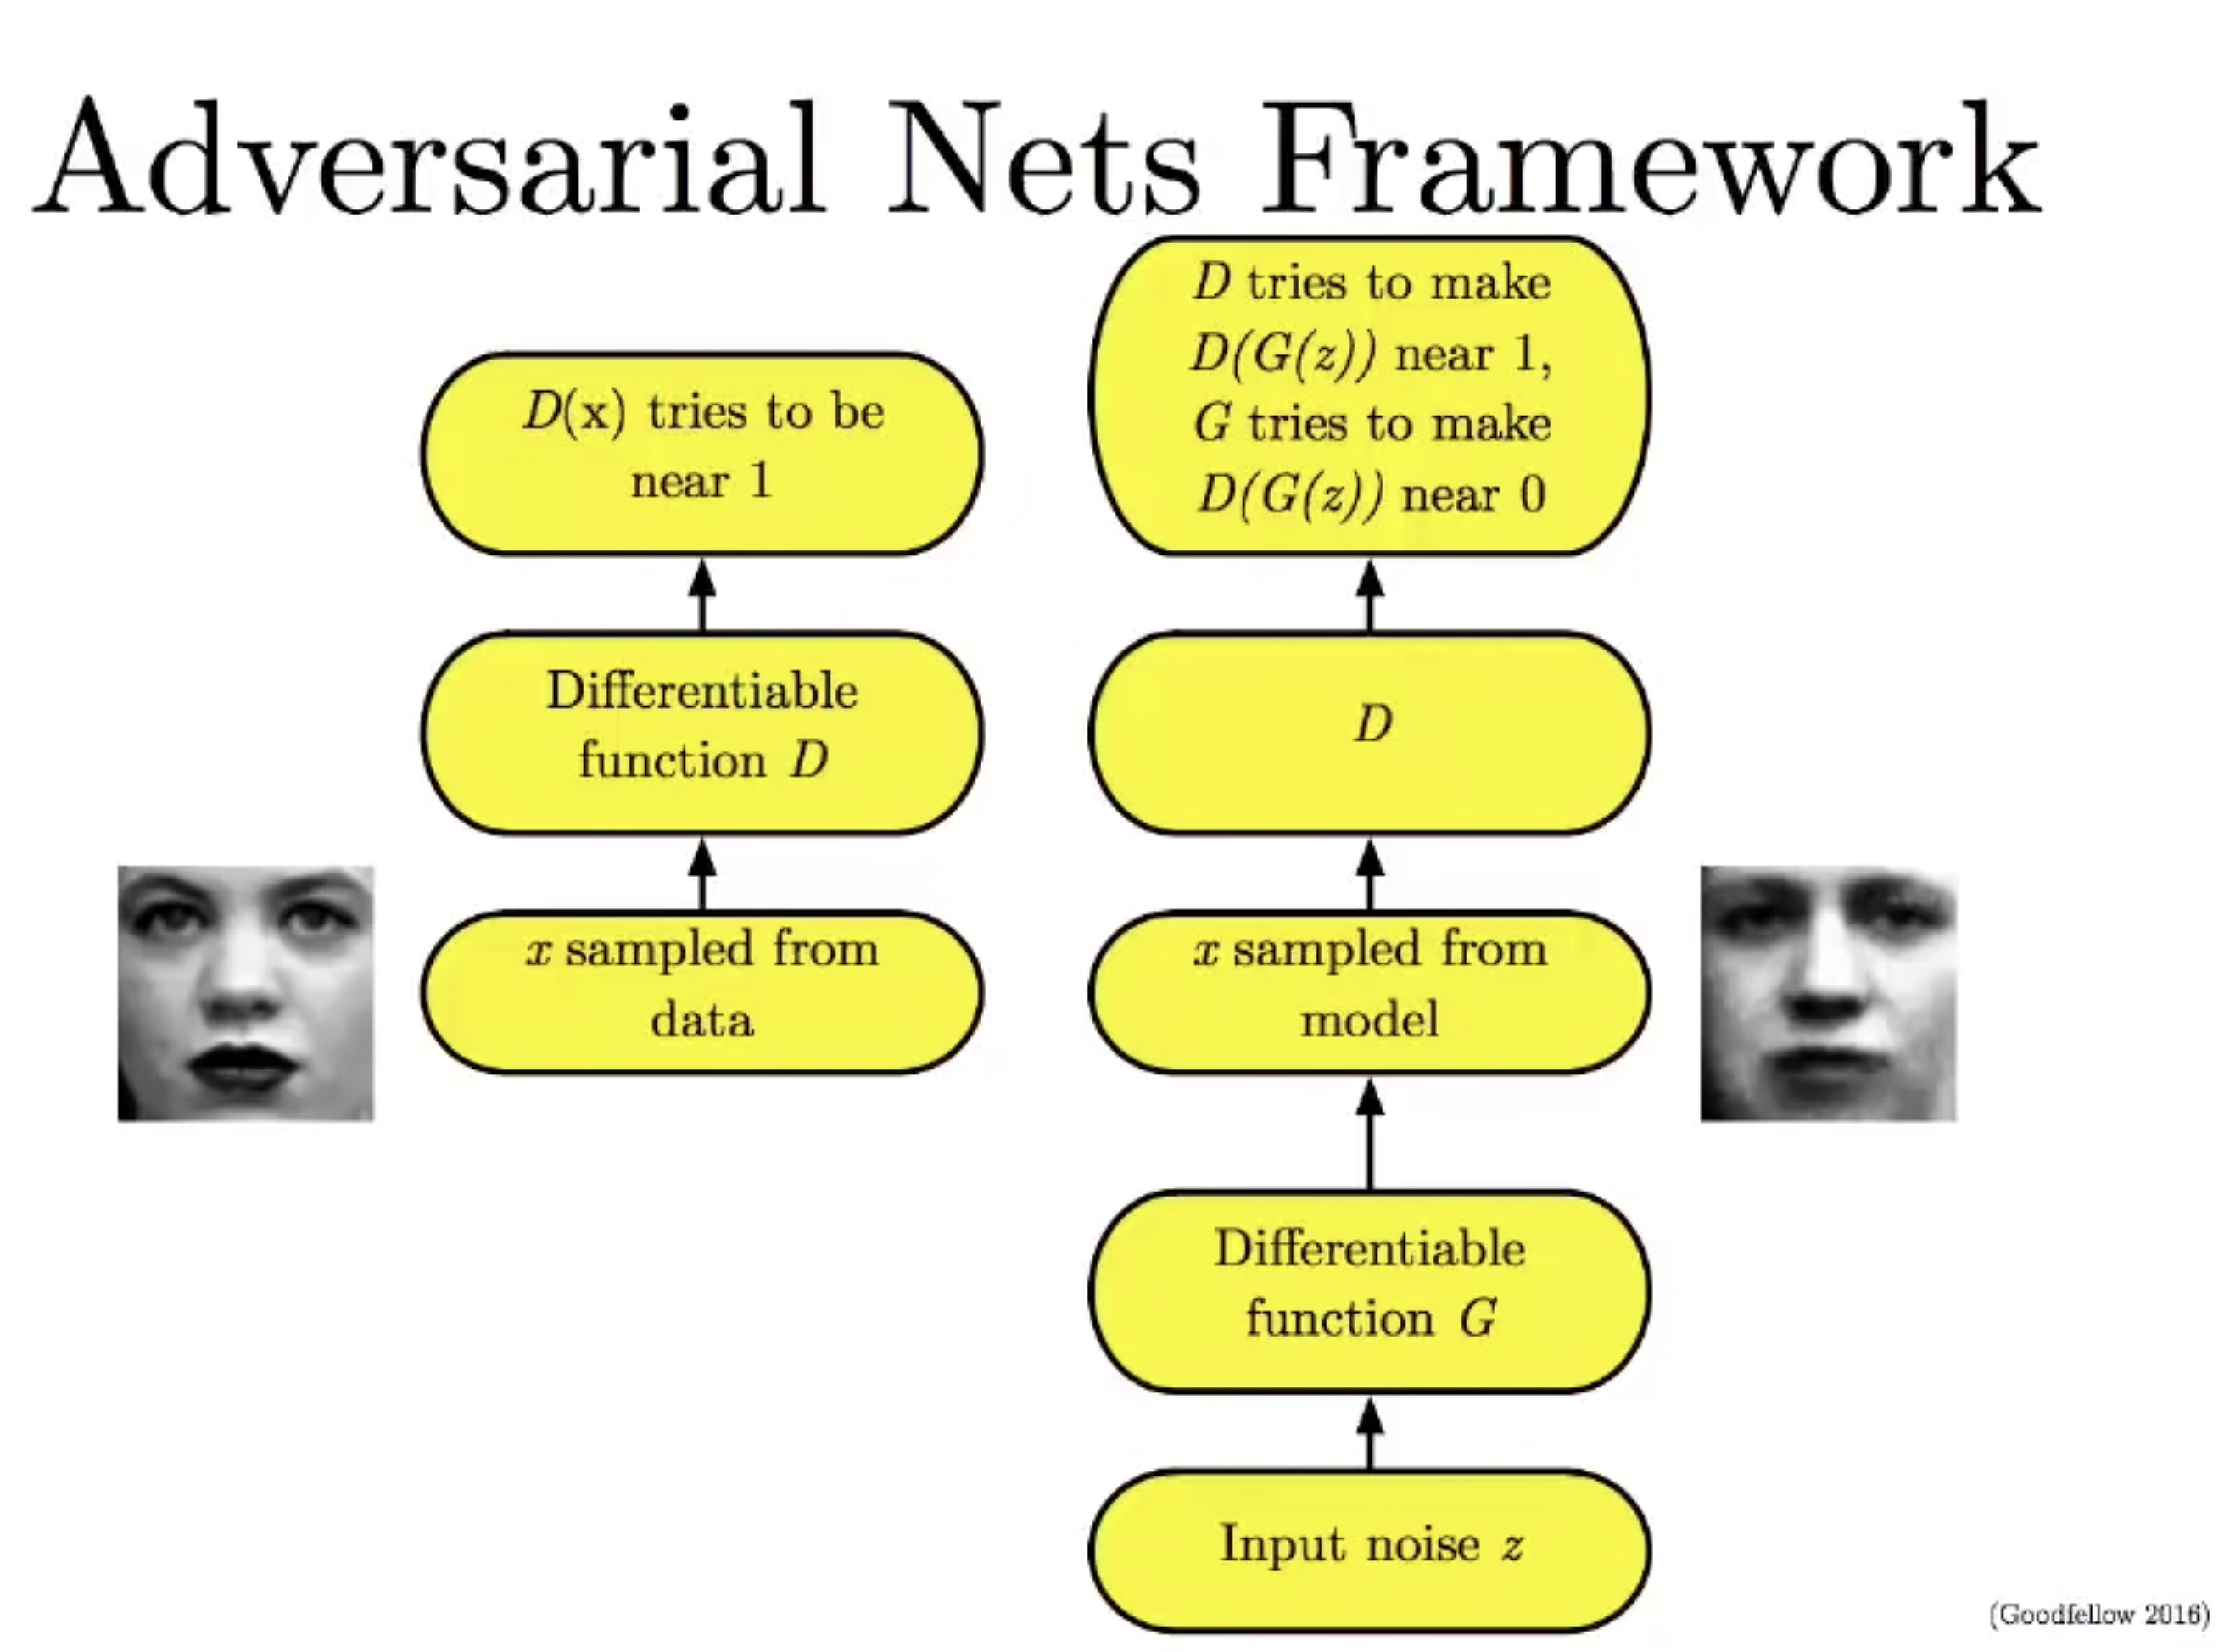 Adversarial Nets Framework
D(x) tries to be
near 1
Differentiable
function D
x sampled from
data
D tries to make
D(G(z)) near 1,
G tries to make
D(G(z)) near 0
D
x sampled from
model
Differentiable
function G
Input noise z
(Goodfellow 2016)